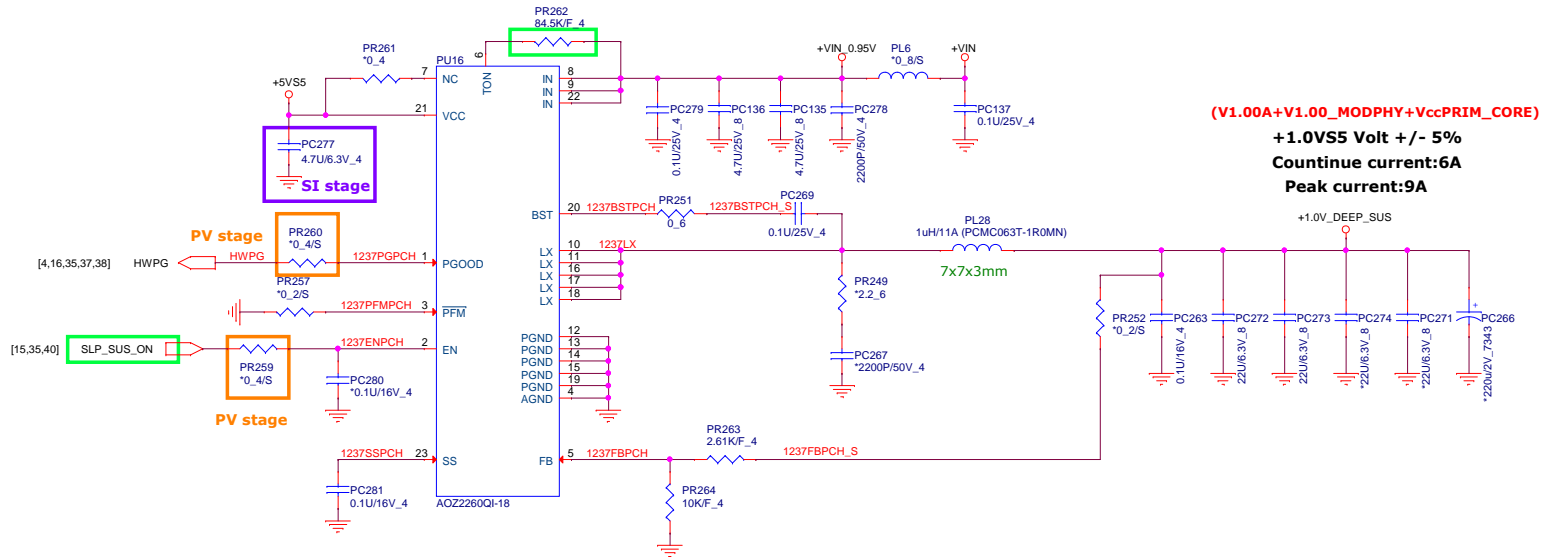 PR262
84.5K/F_4
6
PR261
*0_4
PU16
7
NC
TON
IN
8
IN
9
IN
22
+VIN_0.95V
PL6
*0_8/S
+VIN
+5VS5
21
VCC
PC279
0.1U/25V_4
PC136
4.7U/25V_8
PC135
4.7U/25V_8
PC278
2200P/50V_4
PC137
0.1U/25V_4
(V1.00A+V1.00_MODPHY+VccPRIM_CORE)
+1.0VS5 Volt +/- 5%
Countinue current:6A
Peak current:9A
PC277
4.7U/6.3V_4
SI stage
BST
20
1237BSTPCH
PR251
0_6
1237BSTPCH_S
PC269
0.1U/25V_4
+1.0V_DEEP_SUS
PV stage
PR260
*0_4/S
[4,16,35,37,38]
HWPG
HWPG
1237PGPCH
1
PGOOD
LX
10
1237LX
LX
11
LX
16
LX
17
LX
18
PL28
1uH/11A (PCMC063T-1R0MN)
7x7x3mm
PR257
*0_2/S
1237PFMPCH
3
PFM
PR249
*2.2_6
PC267
*2200P/50V_4
PR252
*0_2/S
PC263
0.1U/16V_4
PC272
22U/6.3V_8
PC273
22U/6.3V_8
PC274
*22U/6.3V_8
PC271
*22U/6.3V_8
+
PC266
*220u/2V_7343
[15,35,40]
SLP_SUS_ON
PR259
*0_4/S
PV stage
1237ENPCH
2
EN
PC280
*0.1U/16V_4
PGND
12
PGND
13
PGND
14
PGND
15
PGND
19
AGND
4
1237SSPCH
23
SS
PC281
0.1U/16V_4
FB
5
1237FBPCH
PR263
2.61K/F_4
1237FBPCH_S
PR264
10K/F_4
AOZ2260QI-18